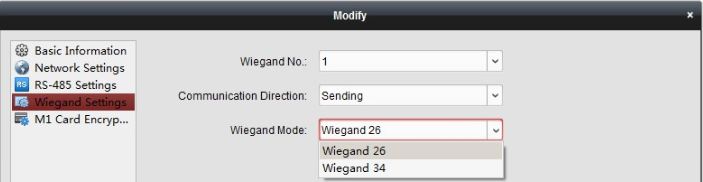 Modify
×
Basic Information
Network Settings
RS RS-485 Settings
Wiegand Settings
M1 Card Encryp...
Wiegand No.: 1
Communication Direction: Sending
Wiegand Mode: Wiegand 26
Wiegand 26
Wiegand 34